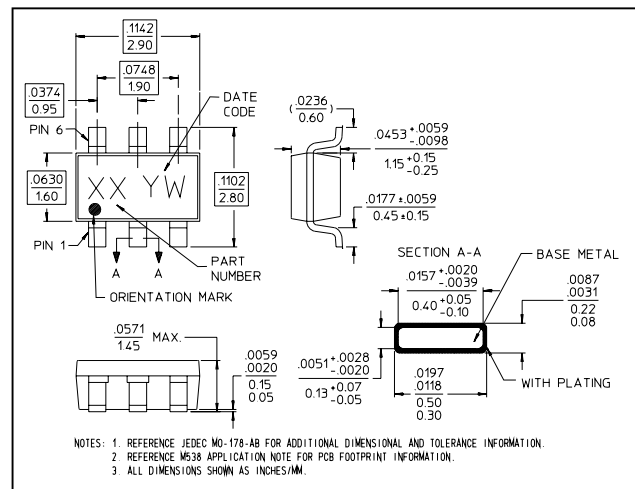 .1142
2.90
.0748
1.90
.0374
0.95
DATE
CODE
PIN 6
.0630
1.60
XX YW
.1102
2.80
PIN 1
A A
PART
NUMBER
ORIENTATION MARK
(.0236
0.60)
.0453 +.0059 -.0098
1.15 +0.15 -0.25
.0177 ±.0059
0.45 ±0.15
SECTION A-A
BASE METAL
.0157 +.0020 -.0039
0.40 +0.05 -0.10
.0087
.0031
0.22
0.08
.0051 +.0028 -.0020
0.13 +0.07 -0.05
.0197
.0118
0.50
0.30
WITH PLATING
.0571
1.45
MAX.
.0059
.0020
0.15
0.05
NOTES: 1. REFERENCE JEDEC MO-178-AB FOR ADDITIONAL DIMENSIONAL AND TOLERANCE INFORMATION.
2. REFERENCE M538 APPLICATION NOTE FOR PCB FOOTPRINT INFORMATION.
3. ALL DIMENSIONS SHOWN AS INCHES/MM.